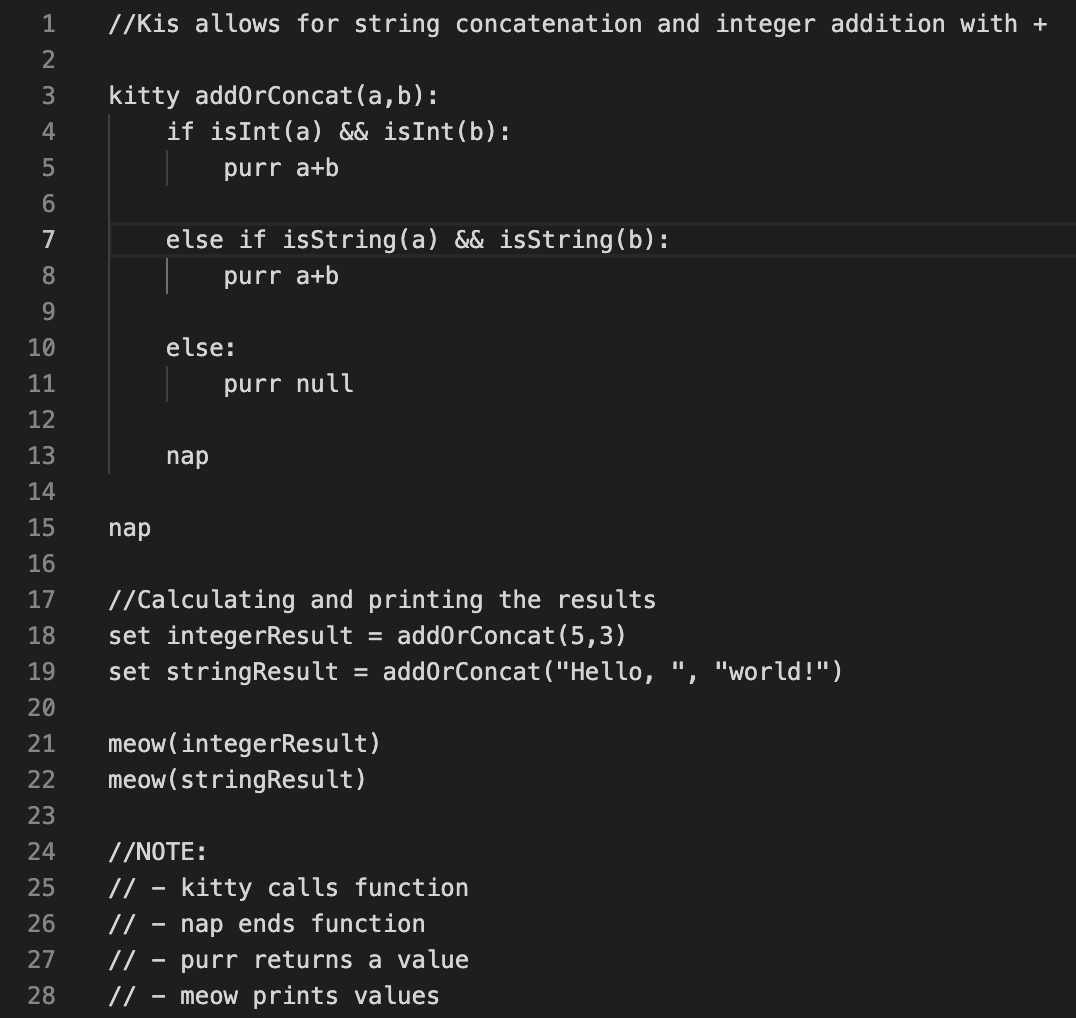 1 //Kis allows for string concatenation and integer addition with +
2
3 kitty addOrConcat(a,b):
4     if isInt(a) && isInt(b):
5         purr a+b
6
7     else if isString(a) && isString(b):
8         purr a+b
9
10     else:
11         purr null
12
13     nap
14
15 nap
16
17 //Calculating and printing the results
18 set integerResult = addOrConcat(5,3)
19 set stringResult = addOrConcat("Hello, ", "world!")
20
21 meow(integerResult)
22 meow(stringResult)
23
24 //NOTE:
25 // – kitty calls function
26 // – nap ends function
27 // – purr returns a value
28 // – meow prints values